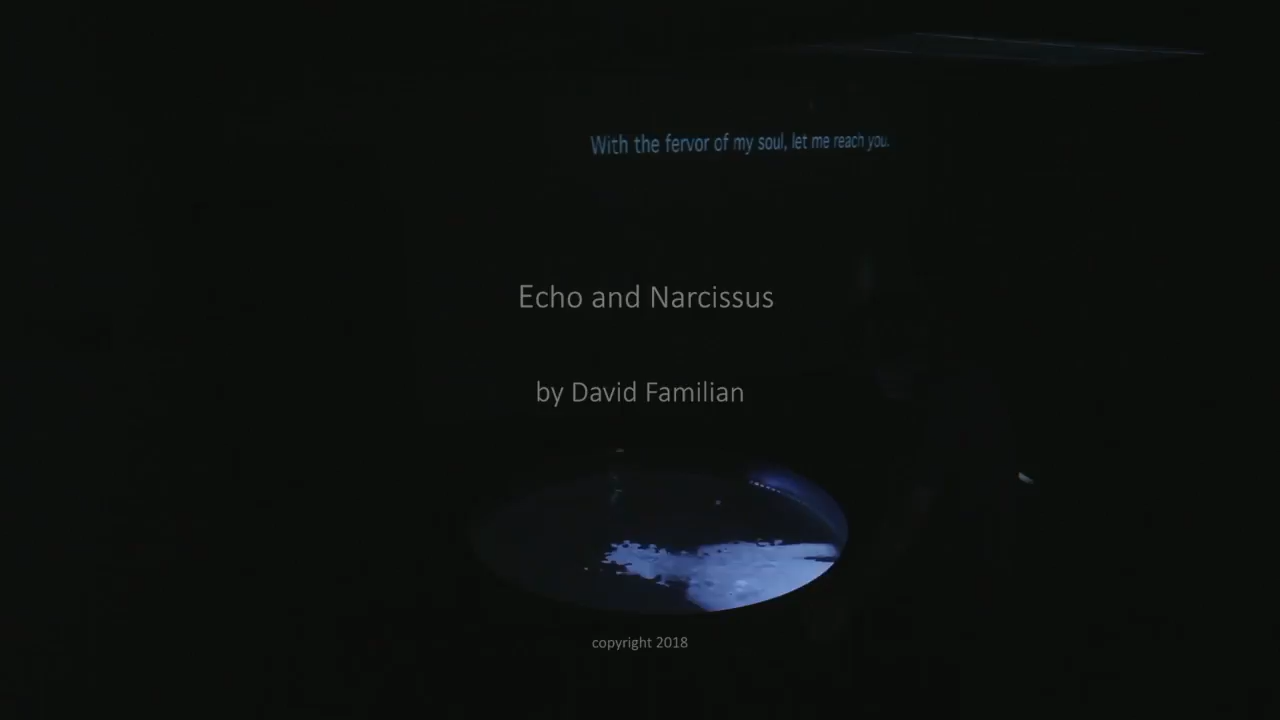 With the fervor of my soul, let me reach you.
Echo and Narcissus
by David Familian
copyright 2018